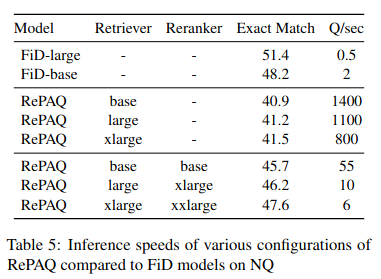 Model Retriever Reranker Exact Match Q/sec
FiD-large - - 51.4 0.5
FiD-base - - 48.2 2
RePAQ base - 40.9 1400
RePAQ large - 41.2 1100
RePAQ xlarge - 41.5 800
RePAQ base base 45.7 55
RePAQ large xlarge 46.2 10
RePAQ xlarge xxlarge 47.6 6
Table 5: Inference speeds of various configurations of
RePAQ compared to FiD models on NQ